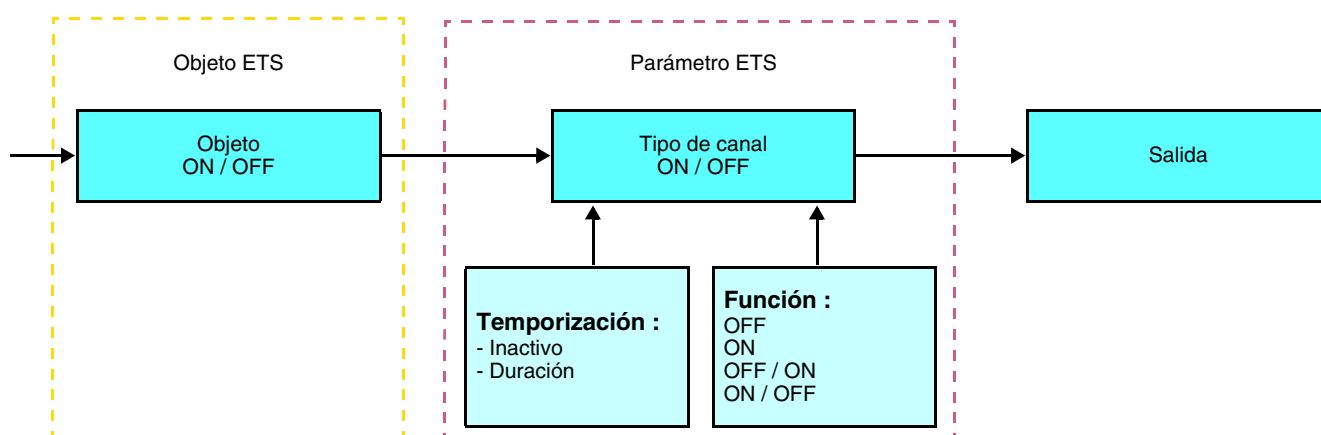 Objeto ETS
Parámetro ETS
Objeto
ON / OFF
Tipo de canal
ON / OFF
Salida
Temporización :
- Inactivo
- Duración
Función :
OFF
ON
OFF / ON
ON / OFF